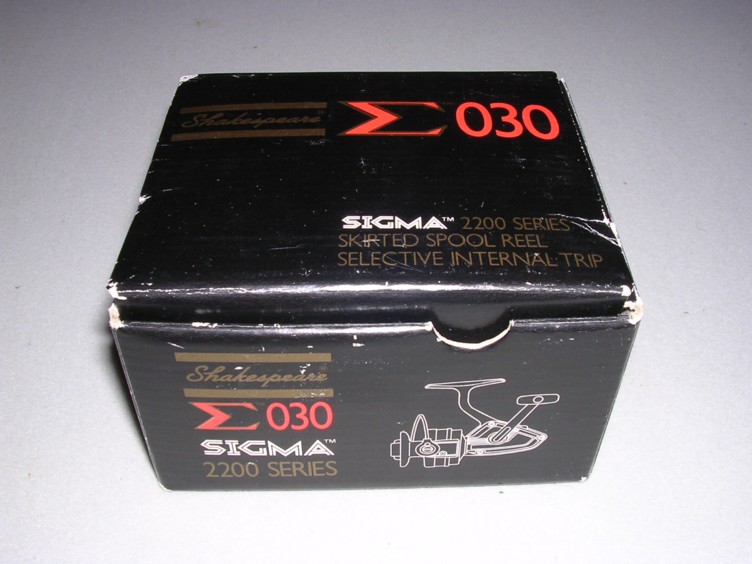 Shakespeare Σ 030
SIGMA™ 2200 SERIES
SKIRTED SPOOL REEL
SELECTIVE INTERNAL TRIP
Shakespeare
Σ 030
SIGMA™
2200 SERIES